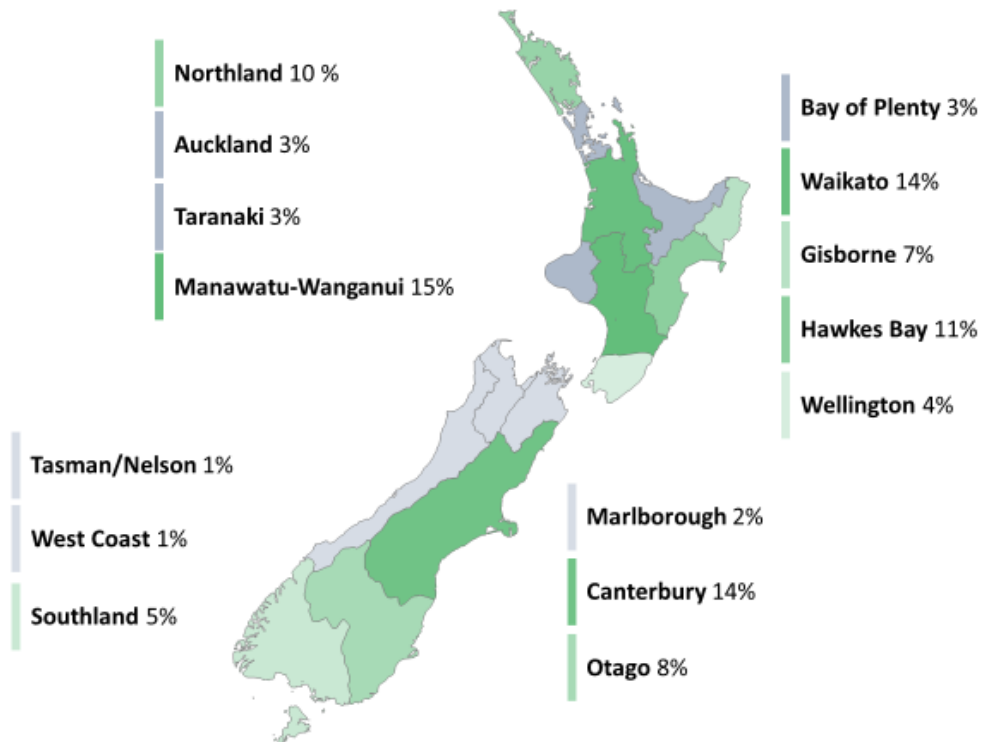 Northland 10 %
Auckland 3%
Taranaki 3%
Manawatu-Wanganui 15%
Bay of Plenty 3%
Waikato 14%
Gisborne 7%
Hawkes Bay 11%
Wellington 4%
Tasman/Nelson 1%
West Coast 1%
Southland 5%
Marlborough 2%
Canterbury 14%
Otago 8%